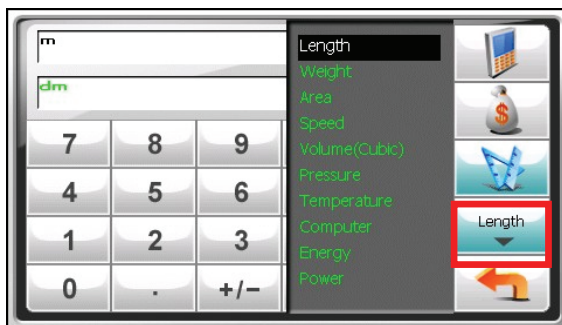 m
dm
7 8 9
4 5 6
1 2 3
0 . +/-
Length
Weight
Area
Speed
Volume(Cubic)
Pressure
Temperature
Computer
Energy
Power
$
Length